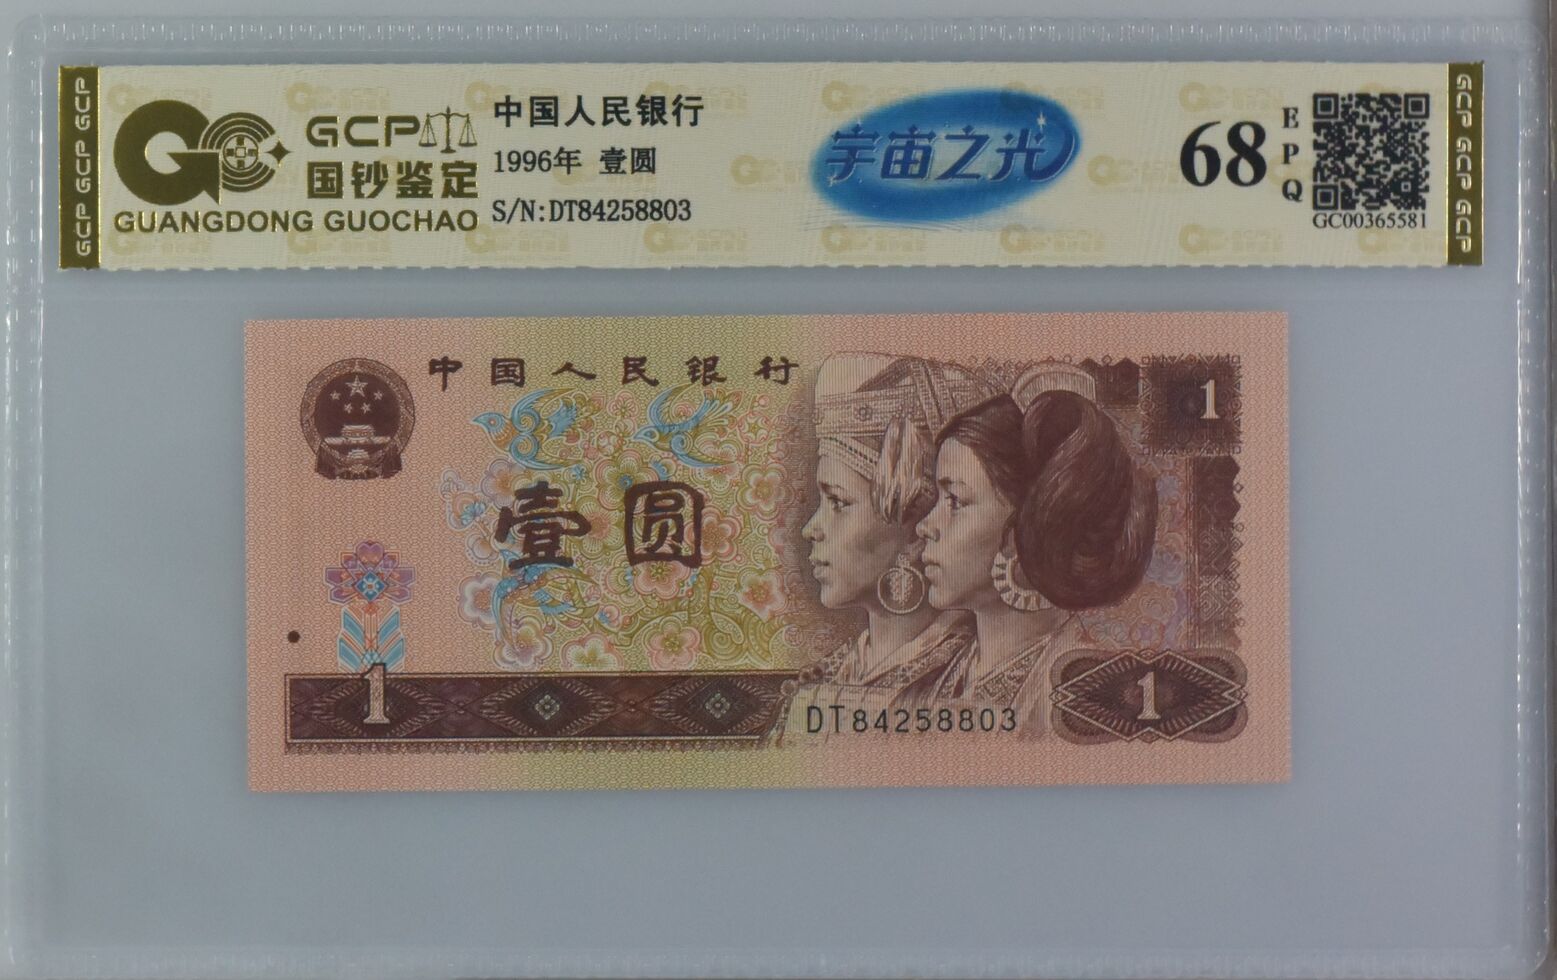 GCP GCP GCP
GCP
国钞鉴定
GUANGDONG GUOCHAO
中国人民银行
1996年 壹圆
S/N:DT84258803
宇宙之光
68
EPQ
GC00365581
GCP GCP GCP
中国人民银行
1
壹圆
1
DT84258803
1